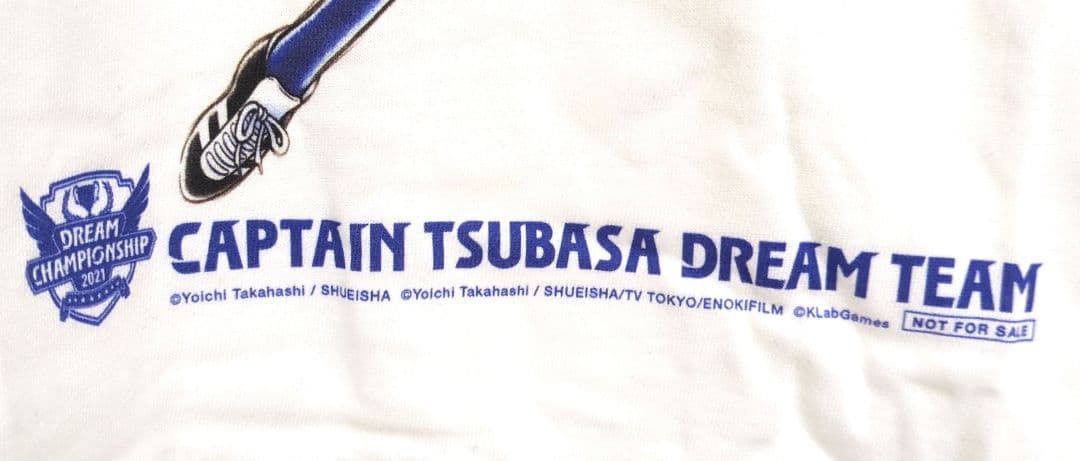 DREAM
CHAMPIONSHIP
2021
CAPTAIN TSUBASA DREAM TEAM
©Yoichi Takahashi / SHUEISHA ©Yoichi Takahashi / SHUEISHA/TV TOKYO/ENOKIFILM ©KLabGames NOT FOR SALE